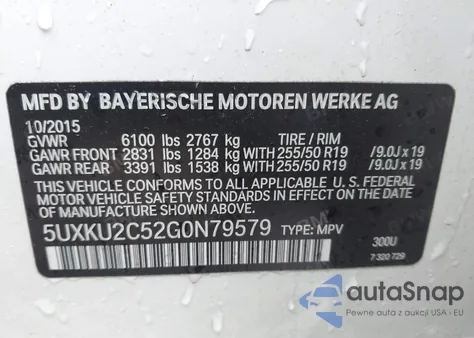 MFD BY BAYERISCHE MOTOREN WERKE AG
10/2015
GVWR 6100 lbs 2767 kg TIRE / RIM
GAWR FRONT 2831 lbs 1284 kg WITH 255/50 R19 /9.0J x 19
GAWR REAR 3391 lbs 1538 kg WITH 255/50 R19 /9.0J x 19
THIS VEHICLE CONFORMS TO ALL APPLICABLE U.S. FEDERAL
MOTOR VEHICLE SAFETY STANDARDS IN EFFECT ON THE
DATE OF MANUFACTURE SHOWN ABOVE.
5UXKU2C52G0N79579 TYPE: MPV
300U
7 320 729
autoSnap
Pewne auta z aukcji USA i EU